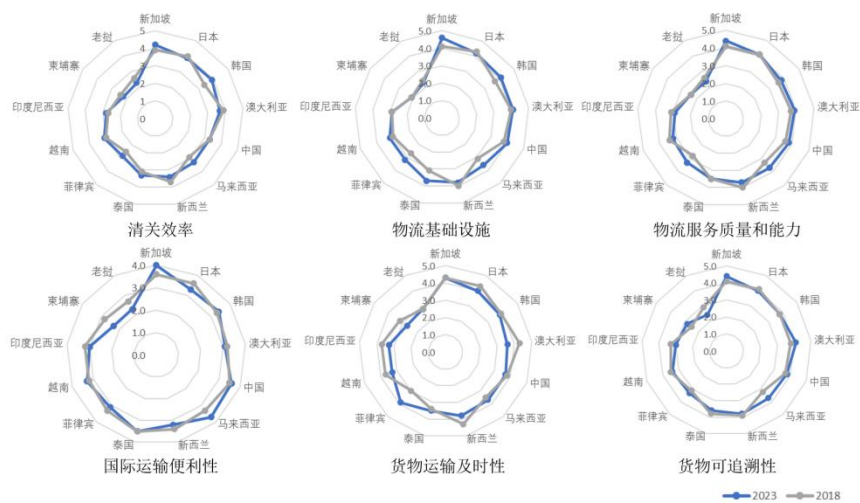 新加坡
日本
韩国
澳大利亚
中国
马来西亚
新西兰
泰国
菲律宾
越南
印度尼西亚
柬埔寨
老挝
5
4
3
2
1
0
清关效率
新加坡
日本
韩国
澳大利亚
中国
马来西亚
新西兰
泰国
菲律宾
越南
印度尼西亚
柬埔寨
老挝
5.0
4.0
3.0
2.0
1.0
0.0
物流基础设施
新加坡
日本
韩国
澳大利亚
中国
马来西亚
新西兰
泰国
菲律宾
越南
印度尼西亚
柬埔寨
老挝
5.0
4.0
3.0
2.0
1.0
0.0
物流服务质量和能力
新加坡
日本
韩国
澳大利亚
中国
马来西亚
新西兰
泰国
菲律宾
越南
印度尼西亚
柬埔寨
老挝
4.0
3.0
2.0
1.0
0.0
国际运输便利性
新加坡
日本
韩国
澳大利亚
中国
马来西亚
新西兰
泰国
菲律宾
越南
印度尼西亚
柬埔寨
老挝
5.0
4.0
3.0
2.0
1.0
0.0
货物运输及时性
新加坡
日本
韩国
澳大利亚
中国
马来西亚
新西兰
泰国
菲律宾
越南
印度尼西亚
柬埔寨
老挝
5.0
4.0
3.0
2.0
1.0
0.0
货物可追溯性
2023 2018